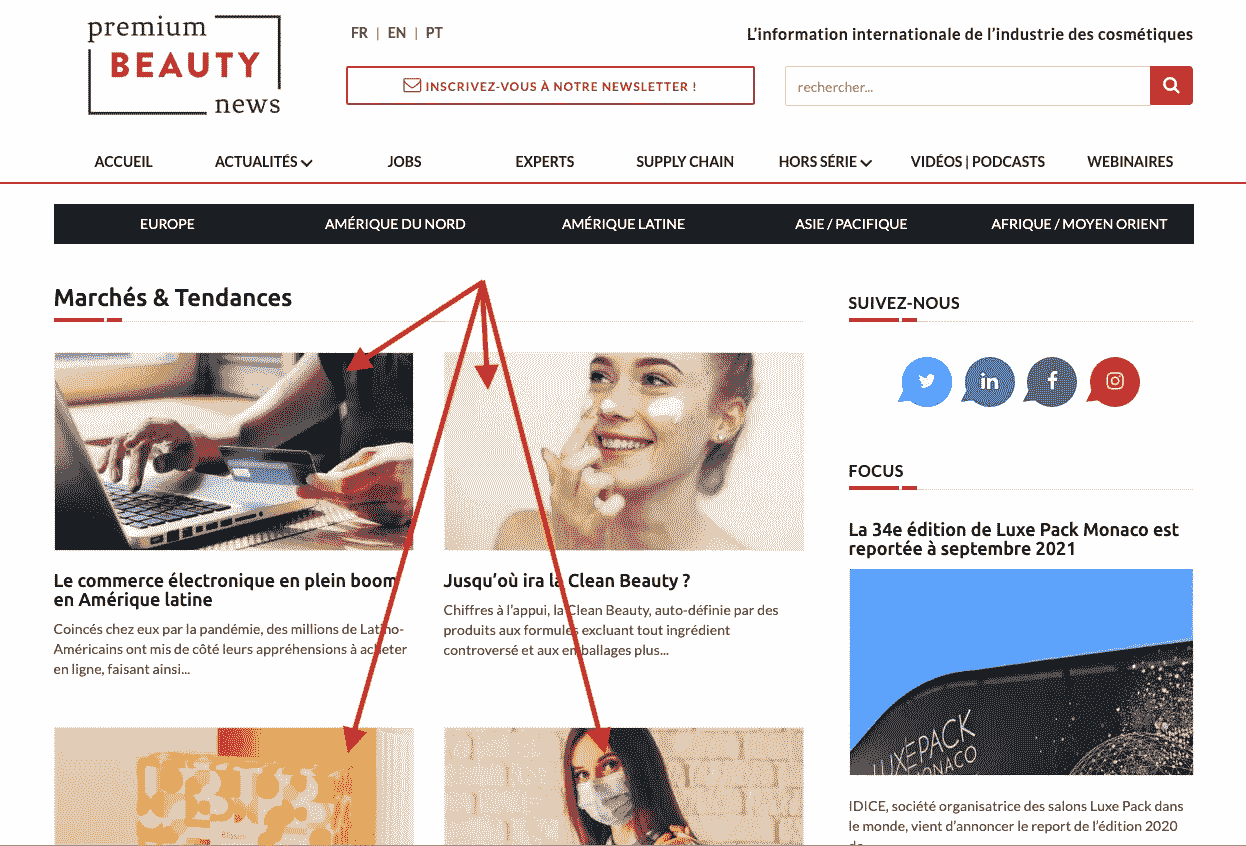 premium
BEAUTY
news
FR | EN | PT
L'information internationale de l'industrie des cosmétiques
INSCRIVEZ-VOUS À NOTRE NEWSLETTER !
rechercher...
ACCUEIL ACTUALITÉS JOBS EXPERTS SUPPLY CHAIN HORS SÉRIE VIDÉOS | PODCASTS WEBINAIRES
EUROPE AMÉRIQUE DU NORD AMÉRIQUE LATINE ASIE / PACIFIQUE AFRIQUE / MOYEN ORIENT
Marchés & Tendances
Le commerce électronique en plein boom
en Amérique latine
Coincés chez eux par la pandémie, des millions de Latino-
Américains ont mis de côté leurs appréhensions à acheter
en ligne, faisant ainsi...
Jusqu'où ira la Clean Beauty ?
Chiffres à l'appui, la Clean Beauty, auto-définie par des
produits aux formules excluant tout ingrédient
controversé et aux emballages plus...
SUIVEZ-NOUS
in
f
FOCUS
La 34e édition de Luxe Pack Monaco est
reportée à septembre 2021
LUXEPACK
MONACO
IDICE, société organisatrice des salons Luxe Pack dans
le monde, vient d'annoncer le report de l'édition 2020